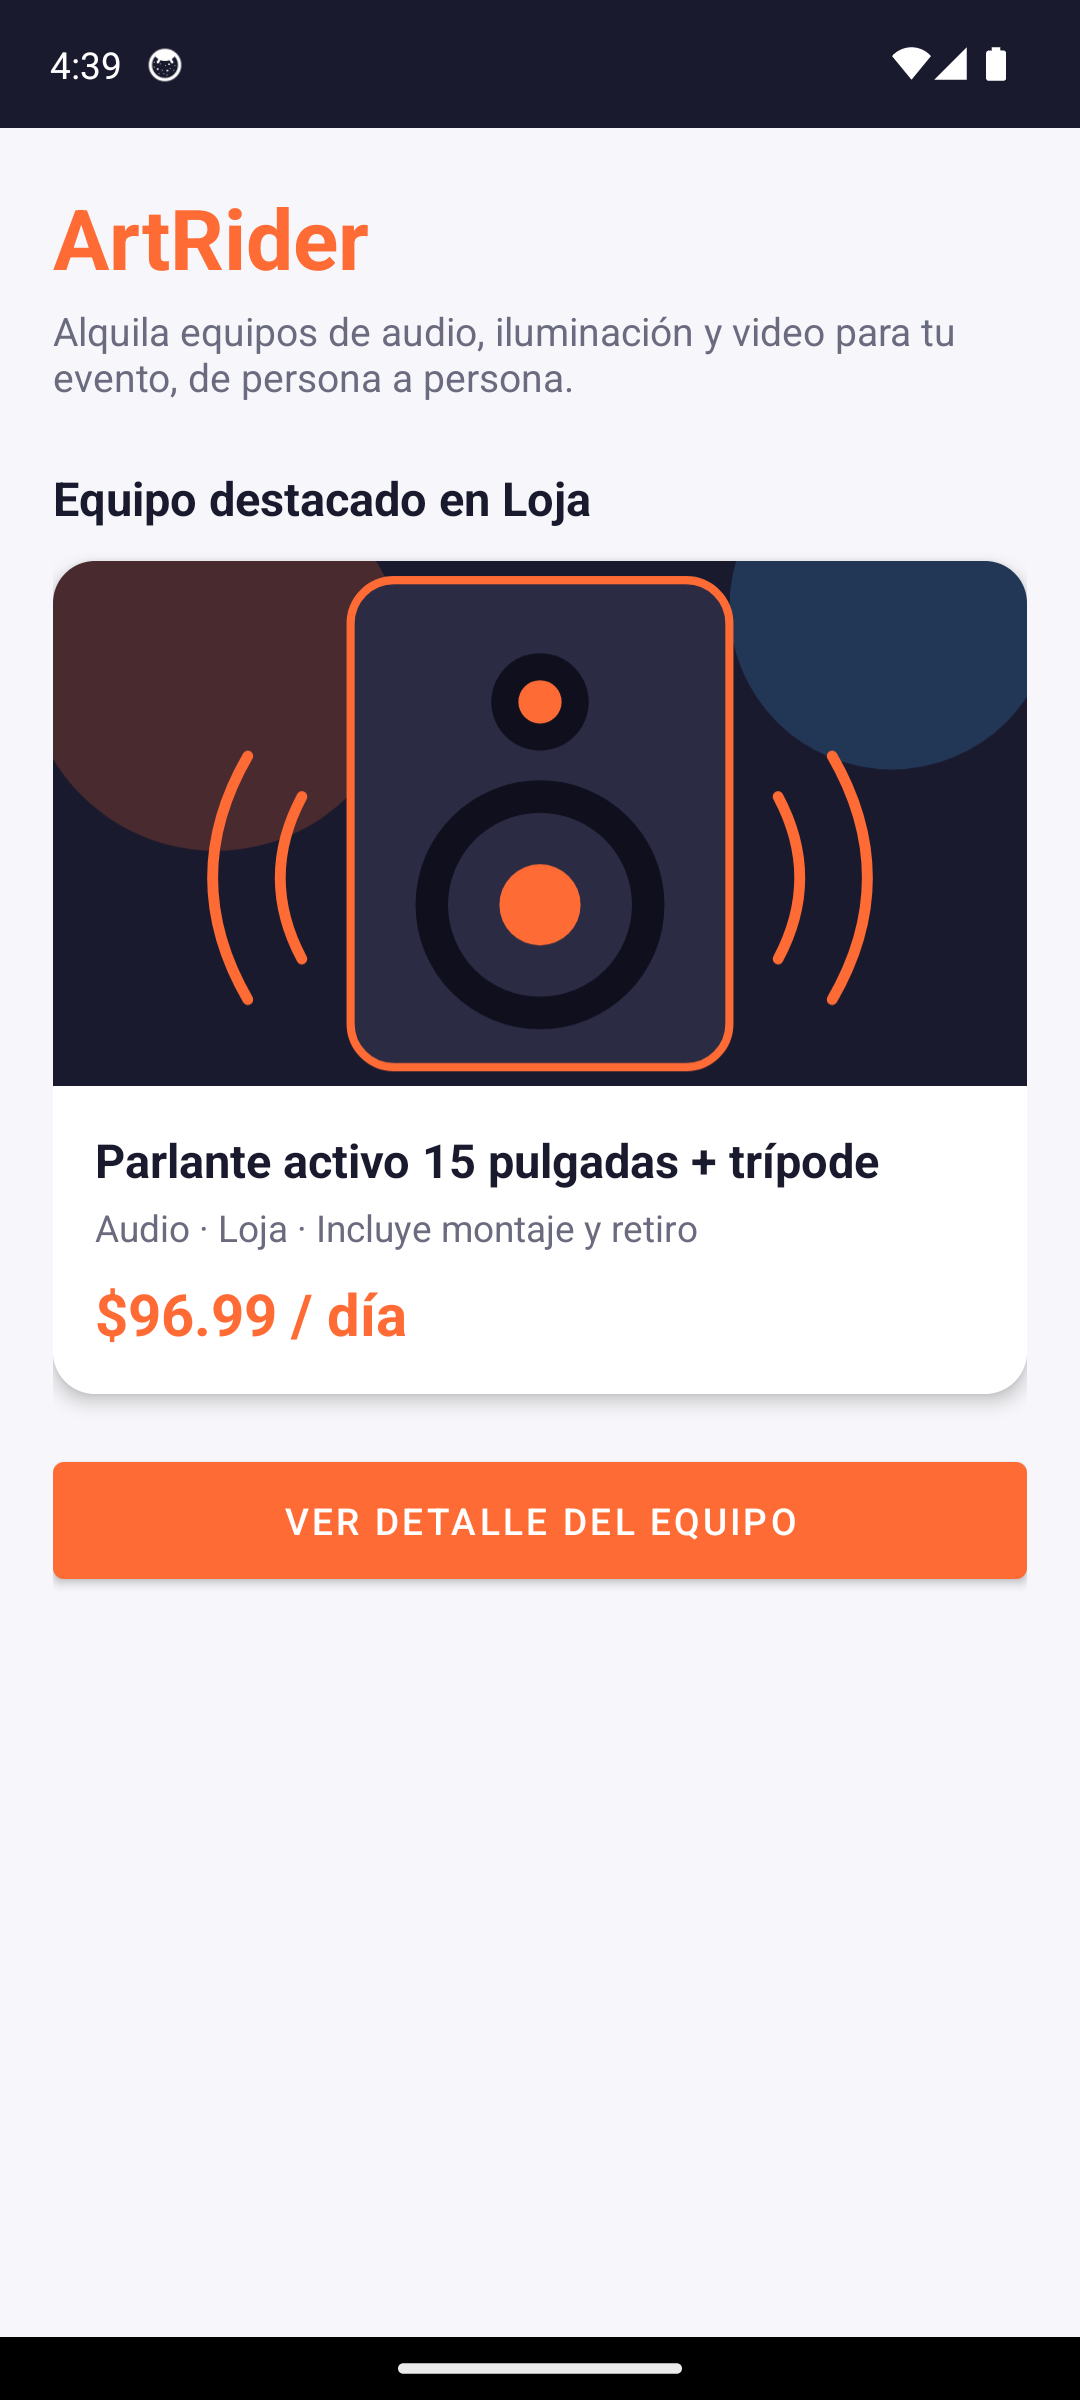 4:39
ArtRider
Alquila equipos de audio, iluminación y video para tu
evento, de persona a persona.
Equipo destacado en Loja
Parlante activo 15 pulgadas + trípode
Audio · Loja · Incluye montaje y retiro
$96.99 / día
VER DETALLE DEL EQUIPO